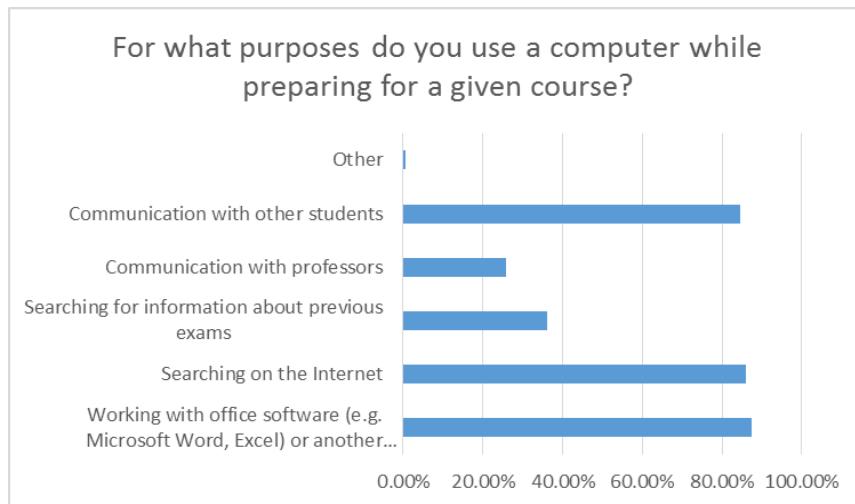 For what purposes do you use a computer while
preparing for a given course?
Other
Communication with other students
Communication with professors
Searching for information about previous
exams
Searching on the Internet
Working with office software (e.g.
Microsoft Word, Excel) or another...
0.00% 20.00% 40.00% 60.00% 80.00% 100.00%